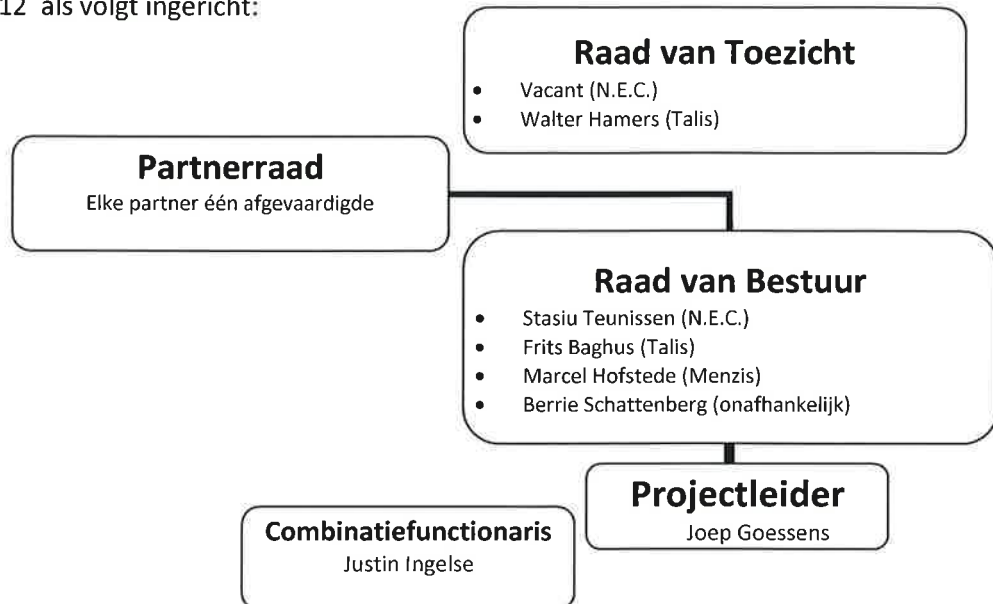 12 als volgt ingericht:
Raad van Toezicht
• Vacant (N.E.C.)
• Walter Hamers (Talis)
Partnerraad
Elke partner één afgevaardigde
Raad van Bestuur
• Stasiu Teunissen (N.E.C.)
• Frits Baghus (Talis)
• Marcel Hofstede (Menzis)
• Berrie Schattenberg (onafhankelijk)
Projectleider
Joep Goessens
Combinatiefunctionaris
Justin Ingelse